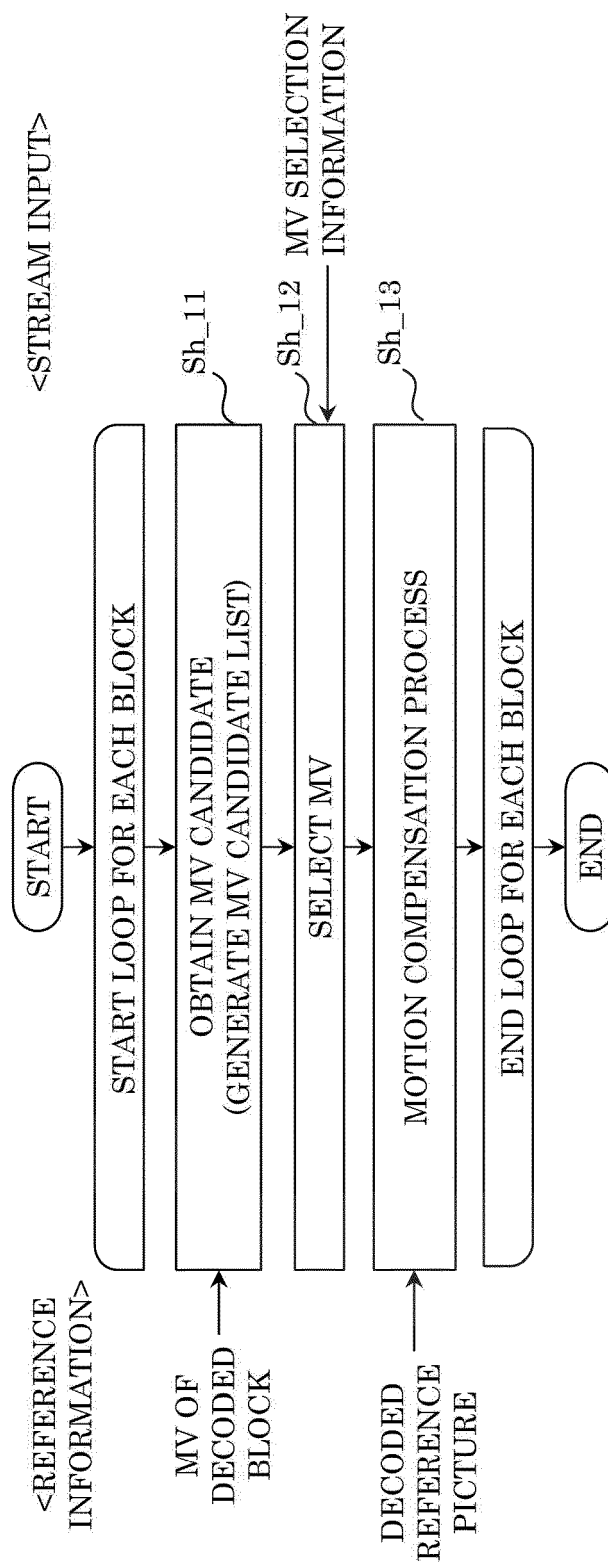 <REFERENCE
INFORMATION>
<STREAM INPUT>
START
START LOOP FOR EACH BLOCK
MV OF
DECODED
BLOCK
OBTAIN MV CANDIDATE
(GENERATE MV CANDIDATE LIST)
Sh_11
SELECT MV
Sh_12
MV SELECTION
INFORMATION
DECODED
REFERENCE
PICTURE
MOTION COMPENSATION PROCESS
Sh_13
END LOOP FOR EACH BLOCK
END